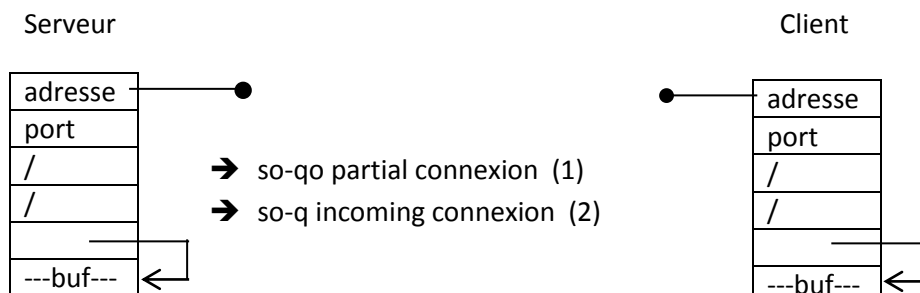 Serveur
Client
adresse
port
/
/
---buf---
➔ so-qo partial connexion (1)
➔ so-q incoming connexion (2)
adresse
port
/
/
---buf---